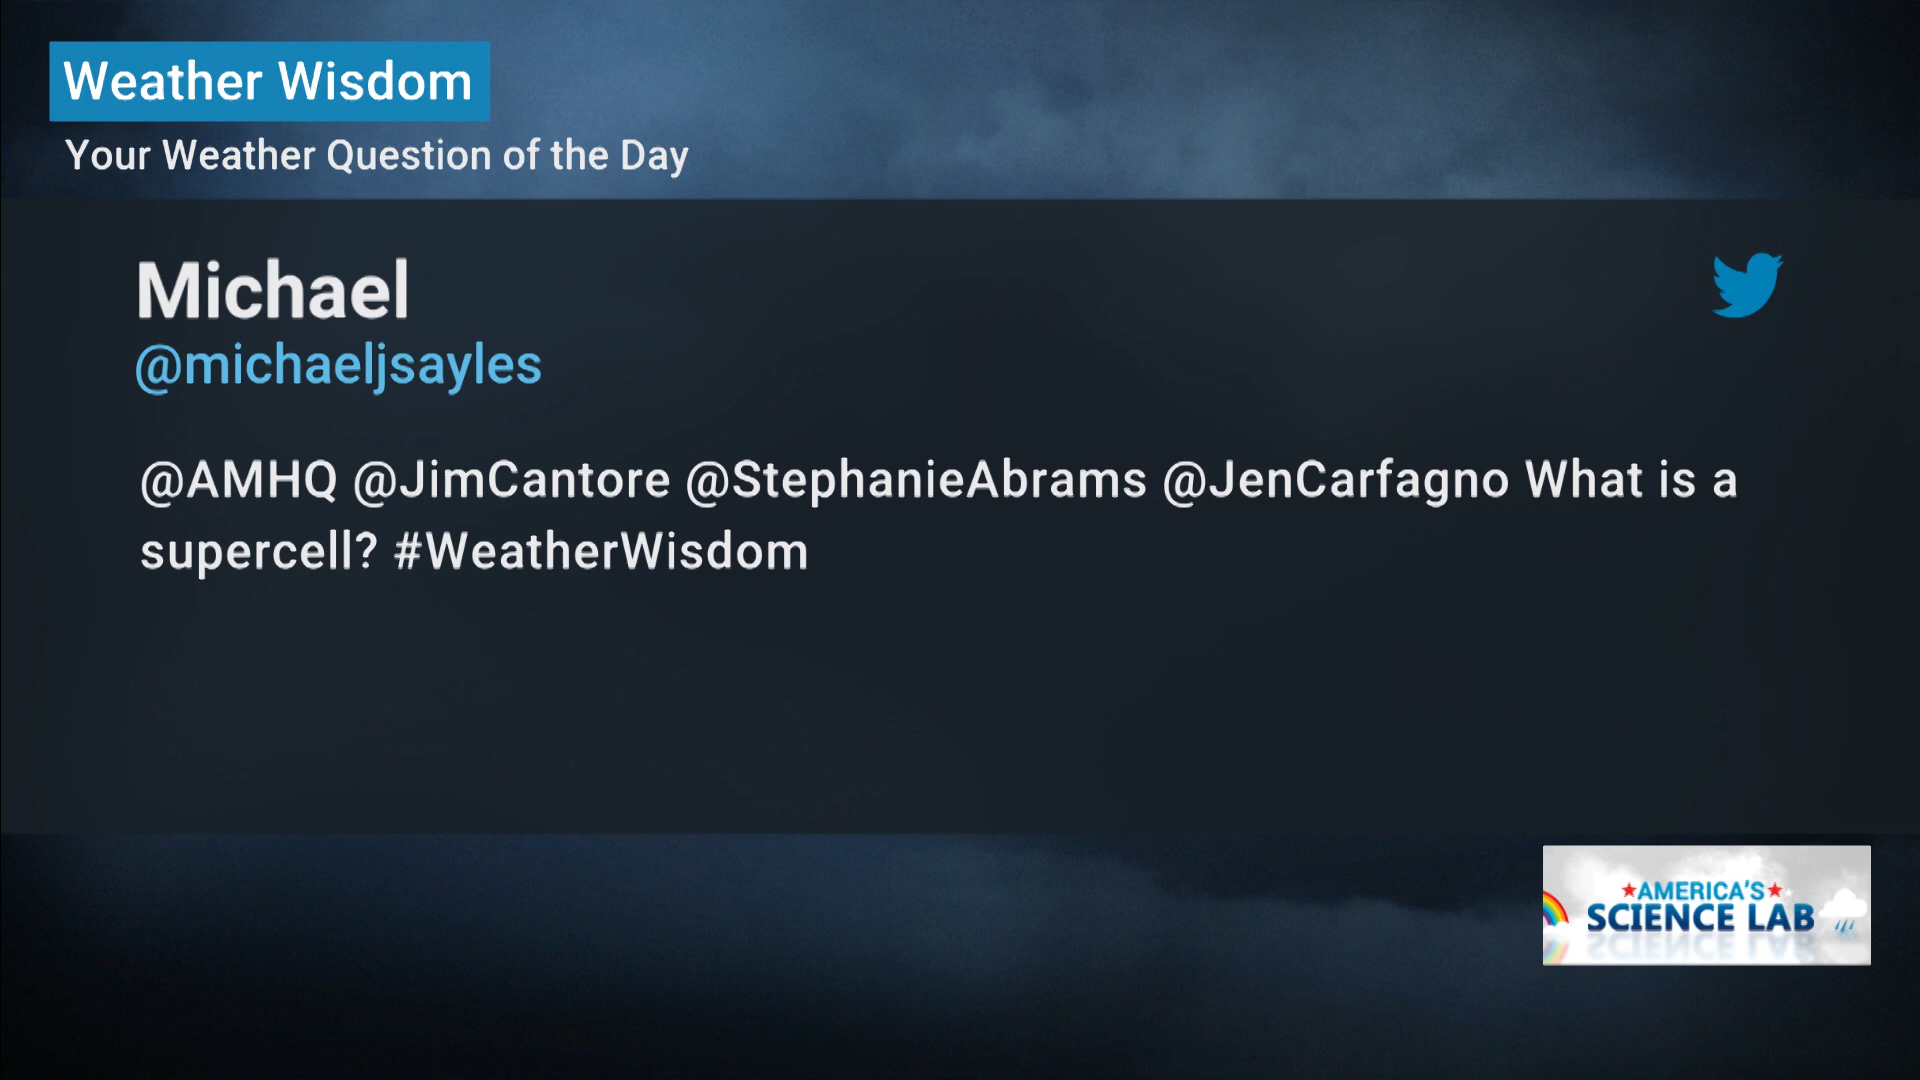 Weather Wisdom
Your Weather Question of the Day
Michael
@michaeljsayles
@AMHQ @JimCantore @StephanieAbrams @JenCarfagno What is a
supercell? #WeatherWisdom
AMERICA'S
SCIENCE LAB